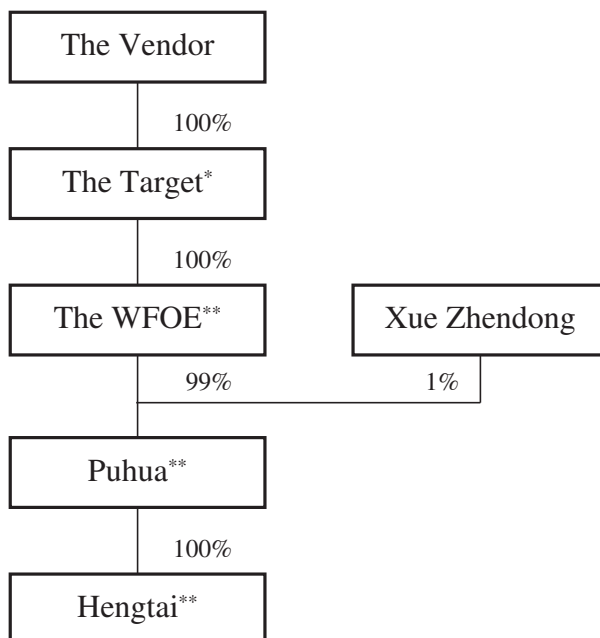 The Vendor
100%
The Target*
100%
The WFOE**
Xue Zhendong
99%
1%
Puhua**
100%
Hengtai**